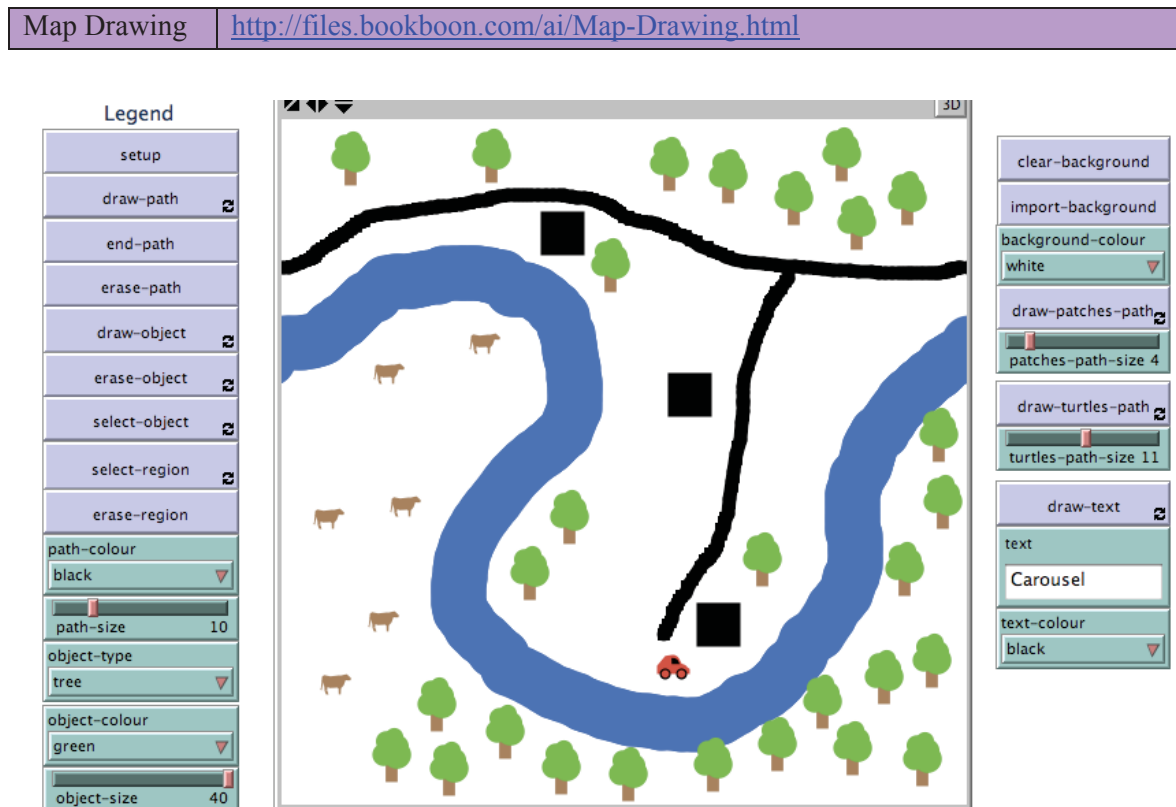 Map Drawing http://files.bookboon.com/ai/Map-Drawing.html
Legend
setup
draw-path
end-path
erase-path
draw-object
erase-object
select-object
select-region
erase-region
path-colour
black
path-size 10
object-type
tree
object-colour
green
object-size 40
3D
clear-background
import-background
background-colour
white
draw-patches-path
patches-path-size 4
draw-turtles-path
turtles-path-size 11
draw-text
text
Carousel
text-colour
black